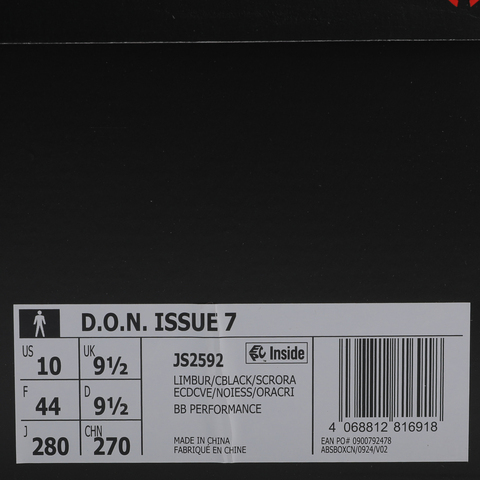 D.O.N. ISSUE 7
US 10 UK 9½
F 44 D 9½
J 280 CHN 270
JS2592 Inside
LIMBUR/CBLACK/SCRORA
ECDCVE/NOIESS/ORACRI
BB PERFORMANCE
MADE IN CHINA
FABRIQUÉ EN CHINE
4 068812 816918
EAN PO# 0900792478
ABSBOXCN/0924/V02